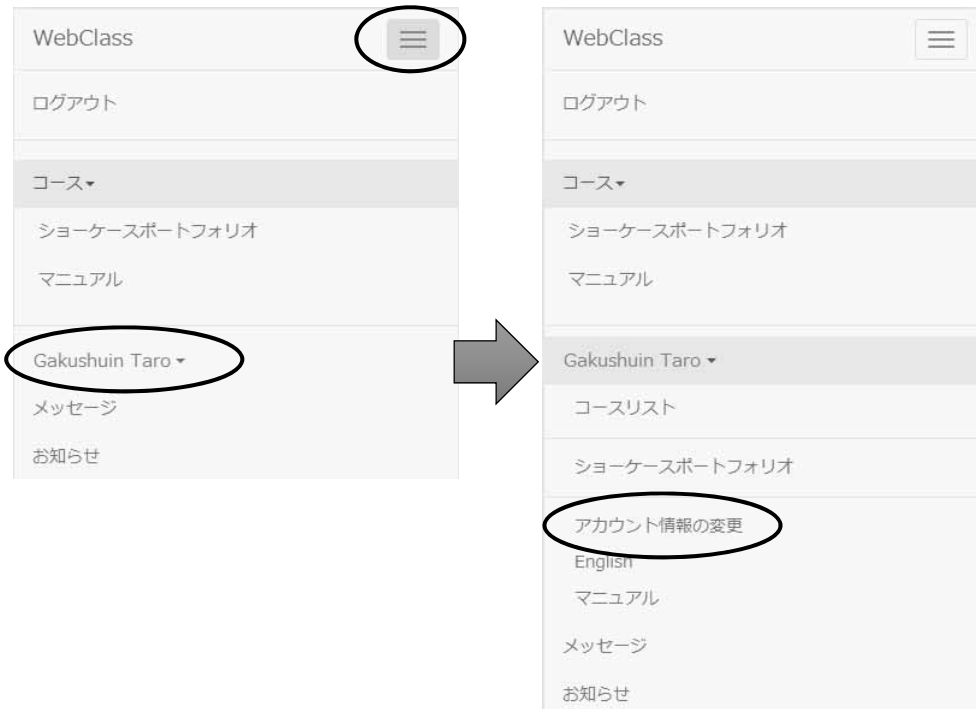 WebClass
ログアウト
コース
ショーケースポートフォリオ
マニュアル
Gakushuin Taro
メッセージ
お知らせ
WebClass
ログアウト
コース
ショーケースポートフォリオ
マニュアル
Gakushuin Taro
コースリスト
ショーケースポートフォリオ
アカウント情報の変更
English
マニュアル
メッセージ
お知らせ